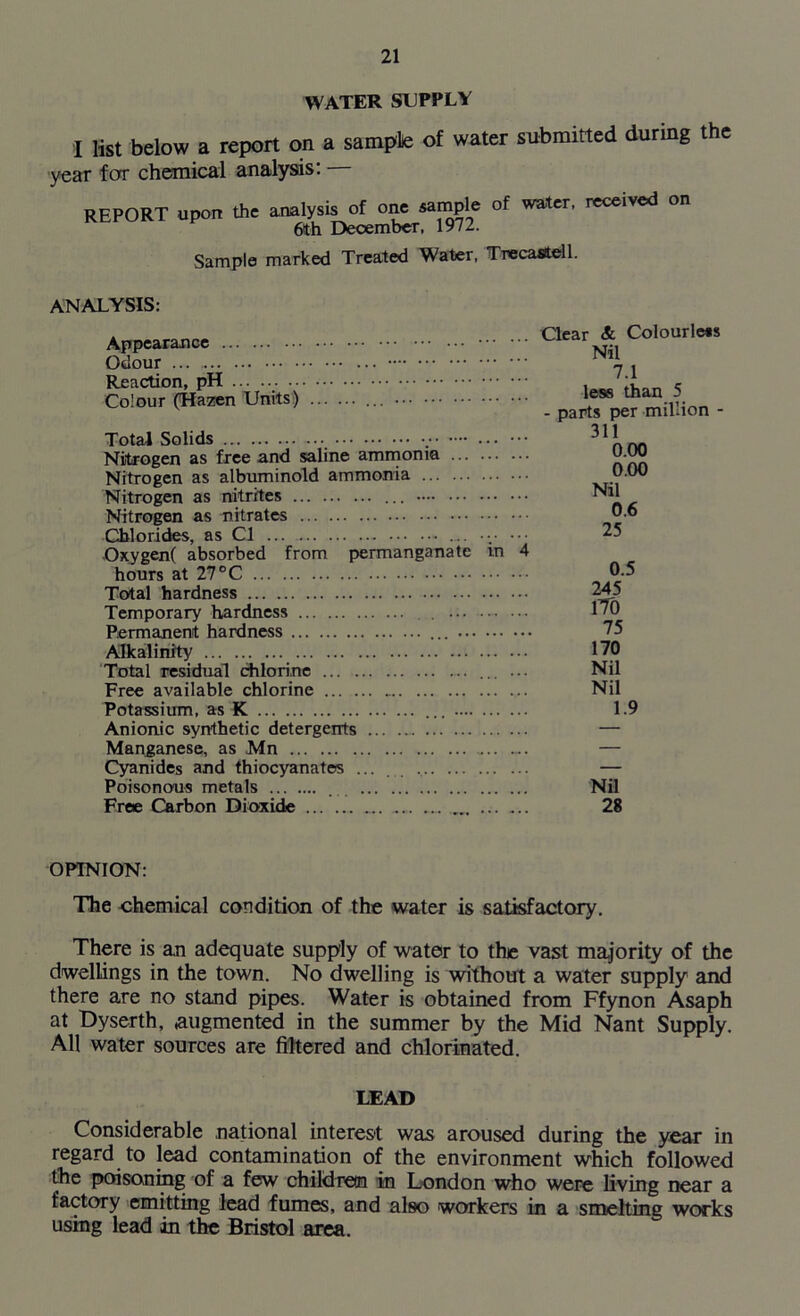 21
WATER SUPPLY
I list below a report on a sample of water submitted during the
year for chemical analysis: —
REPORT upon the analysis of one sample of water, received on
6th December, 1972.
Sample marked Treated Water, Trecastell.
ANALYSIS:
Appearance ... Clear & Colourless
Odour ... Nil
Reaction, pH ... 7.1
Colour (Hazen Units) ... less than 5
- parts per million -
Total Solids ... 311
Nitrogen as free and saline ammonia ... 0.00
Nitrogen as albuminold ammonia ... 0.00
Nitrogen as nitrites ... Nil
Nitrogen as nitrates ... 0.6
Chlorides, as Cl ... 25
Oxygen( absorbed from permanganate in 4
hours at 27°C ... 0.5
Total hardness ... 245
Temporary hardness ... 170
Permanent hardness ... 75
Alkalinity ... 170
Total residual chlorine ... Nil
Free available chlorine ... Nil
Potassium, as K ... 1.9
Anionic synthetic detergents ... —
Manganese, as Mn ... —
Cyanides and thiocyanates ... —
Poisonous metals ... Nil
Free Carbon Dioxide ... 28
OPINION:
The chemical condition of the water is satisfactory.
There is an adequate supply of water to the vast majority of the
dwellings in the town. No dwelling is without a water supply and
there are no stand pipes. Water is obtained from Ffynon Asaph
at Dyserth, augmented in the summer by the Mid Nant Supply.
All water sources are filtered and chlorinated.
LEAD
Considerable national interest was aroused during the year in
regard to lead contamination of the environment which followed
the poisoning of a few children in London who were living near a
factory emitting lead fumes, and also workers in a smelting works
using lead in the Bristol area.